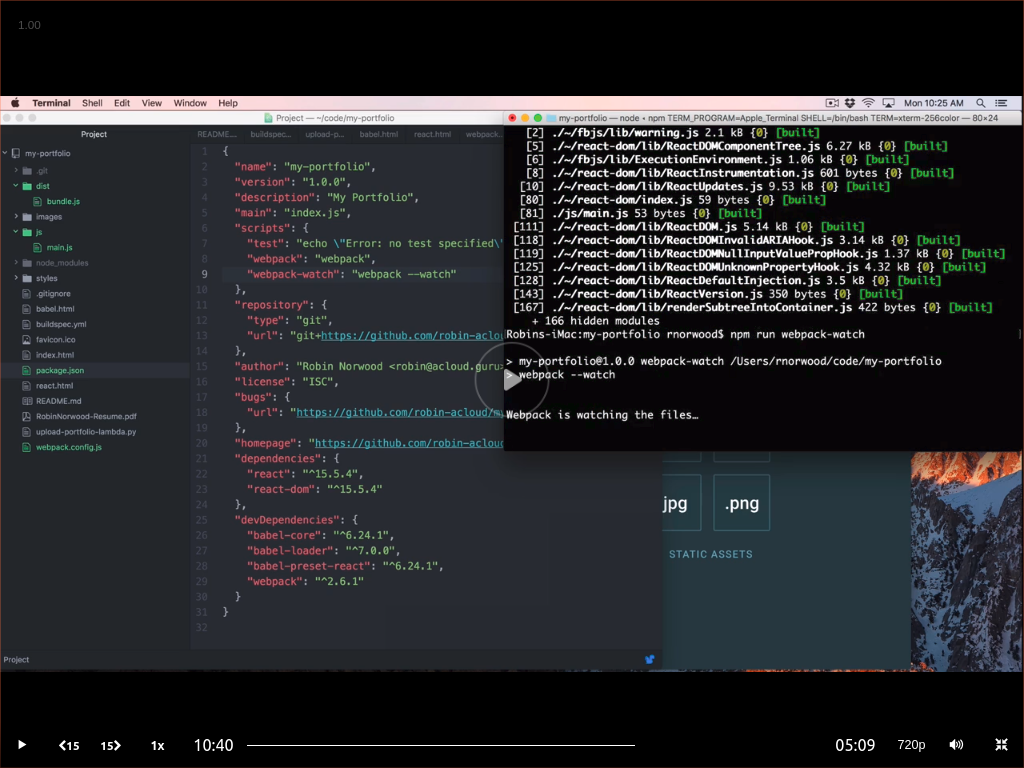 1.00
Terminal Shell Edit View Window Help
Mon 10:25 AM
Project — ~/code/my-portfolio
my-portfolio — node • npm TERM_PROGRAM=Apple_Terminal SHELL=/bin/bash TERM=xterm-256color — 80×24
Project
README... buildspec... upload-p... babel.html react.html webpack...
my-portfolio
.git
dist
bundle.js
images
js
main.js
node_modules
styles
.gitignore
babel.html
buildspec.yml
favicon.ico
index.html
package.json
react.html
README.md
RobinNorwood-Resume.pdf
upload-portfolio-lambda.py
webpack.config.js
Project
1 {
2 "name": "my-portfolio",
3 "version": "1.0.0",
4 "description": "My Portfolio",
5 "main": "index.js",
6 "scripts": {
7 "test": "echo \"Error: no test specified\"
8 "webpack": "webpack",
9 "webpack-watch": "webpack --watch"
10 },
11 "repository": {
12 "type": "git",
13 "url": "git+https://github.com/robin-aclou
14 },
15 "author": "Robin Norwood <robin@acloud.guru>
16 "license": "ISC",
17 "bugs": {
18 "url": "https://github.com/robin-acloud/my
19 },
20 "homepage": "https://github.com/robin-acloud
21 "dependencies": {
22 "react": "^15.5.4",
23 "react-dom": "^15.5.4"
24 },
25 "devDependencies": {
26 "babel-core": "^6.24.1",
27 "babel-loader": "^7.0.0",
28 "babel-preset-react": "^6.24.1",
29 "webpack": "^2.6.1"
30 }
31 }
32
[2] ./~/fbjs/lib/warning.js 2.1 kB {0} [built]
[5] ./~/react-dom/lib/ReactDOMComponentTree.js 6.27 kB {0} [built]
[6] ./~/fbjs/lib/ExecutionEnvironment.js 1.06 kB {0} [built]
[8] ./~/react-dom/lib/ReactInstrumentation.js 601 bytes {0} [built]
[10] ./~/react-dom/lib/ReactUpdates.js 9.53 kB {0} [built]
[80] ./~/react-dom/index.js 59 bytes {0} [built]
[81] ./js/main.js 53 bytes {0} [built]
[111] ./~/react-dom/lib/ReactDOM.js 5.14 kB {0} [built]
[118] ./~/react-dom/lib/ReactDOMInvalidARIAHook.js 3.14 kB {0} [built]
[119] ./~/react-dom/lib/ReactDOMNullInputValuePropHook.js 1.37 kB {0} [built]
[125] ./~/react-dom/lib/ReactDOMUnknownPropertyHook.js 4.32 kB {0} [built]
[128] ./~/react-dom/lib/ReactDefaultInjection.js 3.5 kB {0} [built]
[143] ./~/react-dom/lib/ReactVersion.js 350 bytes {0} [built]
[167] ./~/react-dom/lib/renderSubtreeIntoContainer.js 422 bytes {0} [built]
+ 166 hidden modules
Robins-iMac:my-portfolio rnorwood$ npm run webpack-watch
> my-portfolio@1.0.0 webpack-watch /Users/rnorwood/code/my-portfolio
> webpack --watch
Webpack is watching the files…
jpg .png
STATIC ASSETS
15 15 1x 10:40 05:09 720p